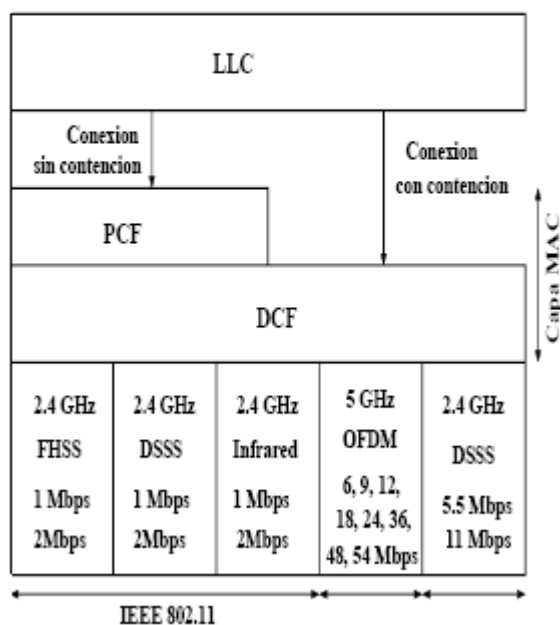 LLC
Conexion
sin contencion
Conexion
con contencion
PCF
Capa MAC
DCF
2.4 GHz
FHSS
1 Mbps
2Mbps
2.4 GHz
DSSS
1 Mbps
2Mbps
2.4 GHz
Infrared
1 Mbps
2Mbps
5 GHz
OFDM
6, 9, 12,
18, 24, 36,
48, 54 Mbps
2.4 GHz
DSSS
5.5 Mbps
11 Mbps
IEEE 802.11